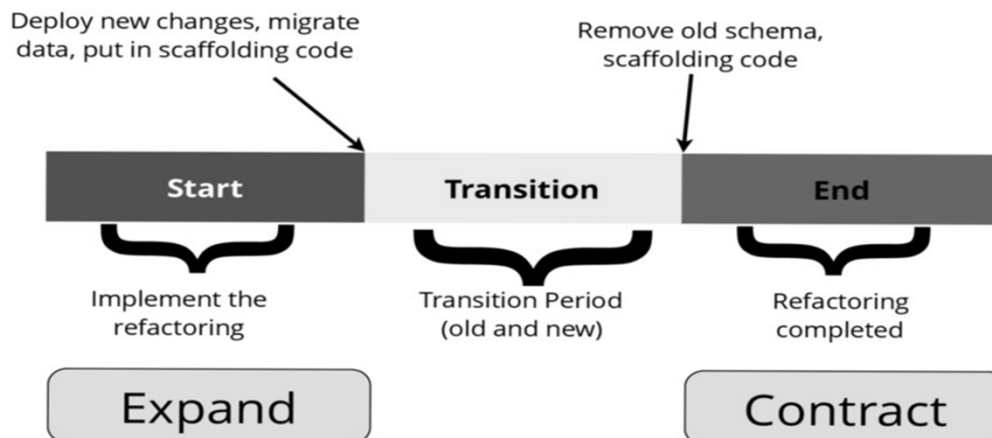 Deploy new changes, migrate
data, put in scaffolding code
Remove old schema,
scaffolding code
Start
Transition
End
Implement the
refactoring
Transition Period
(old and new)
Refactoring
completed
Expand
Contract